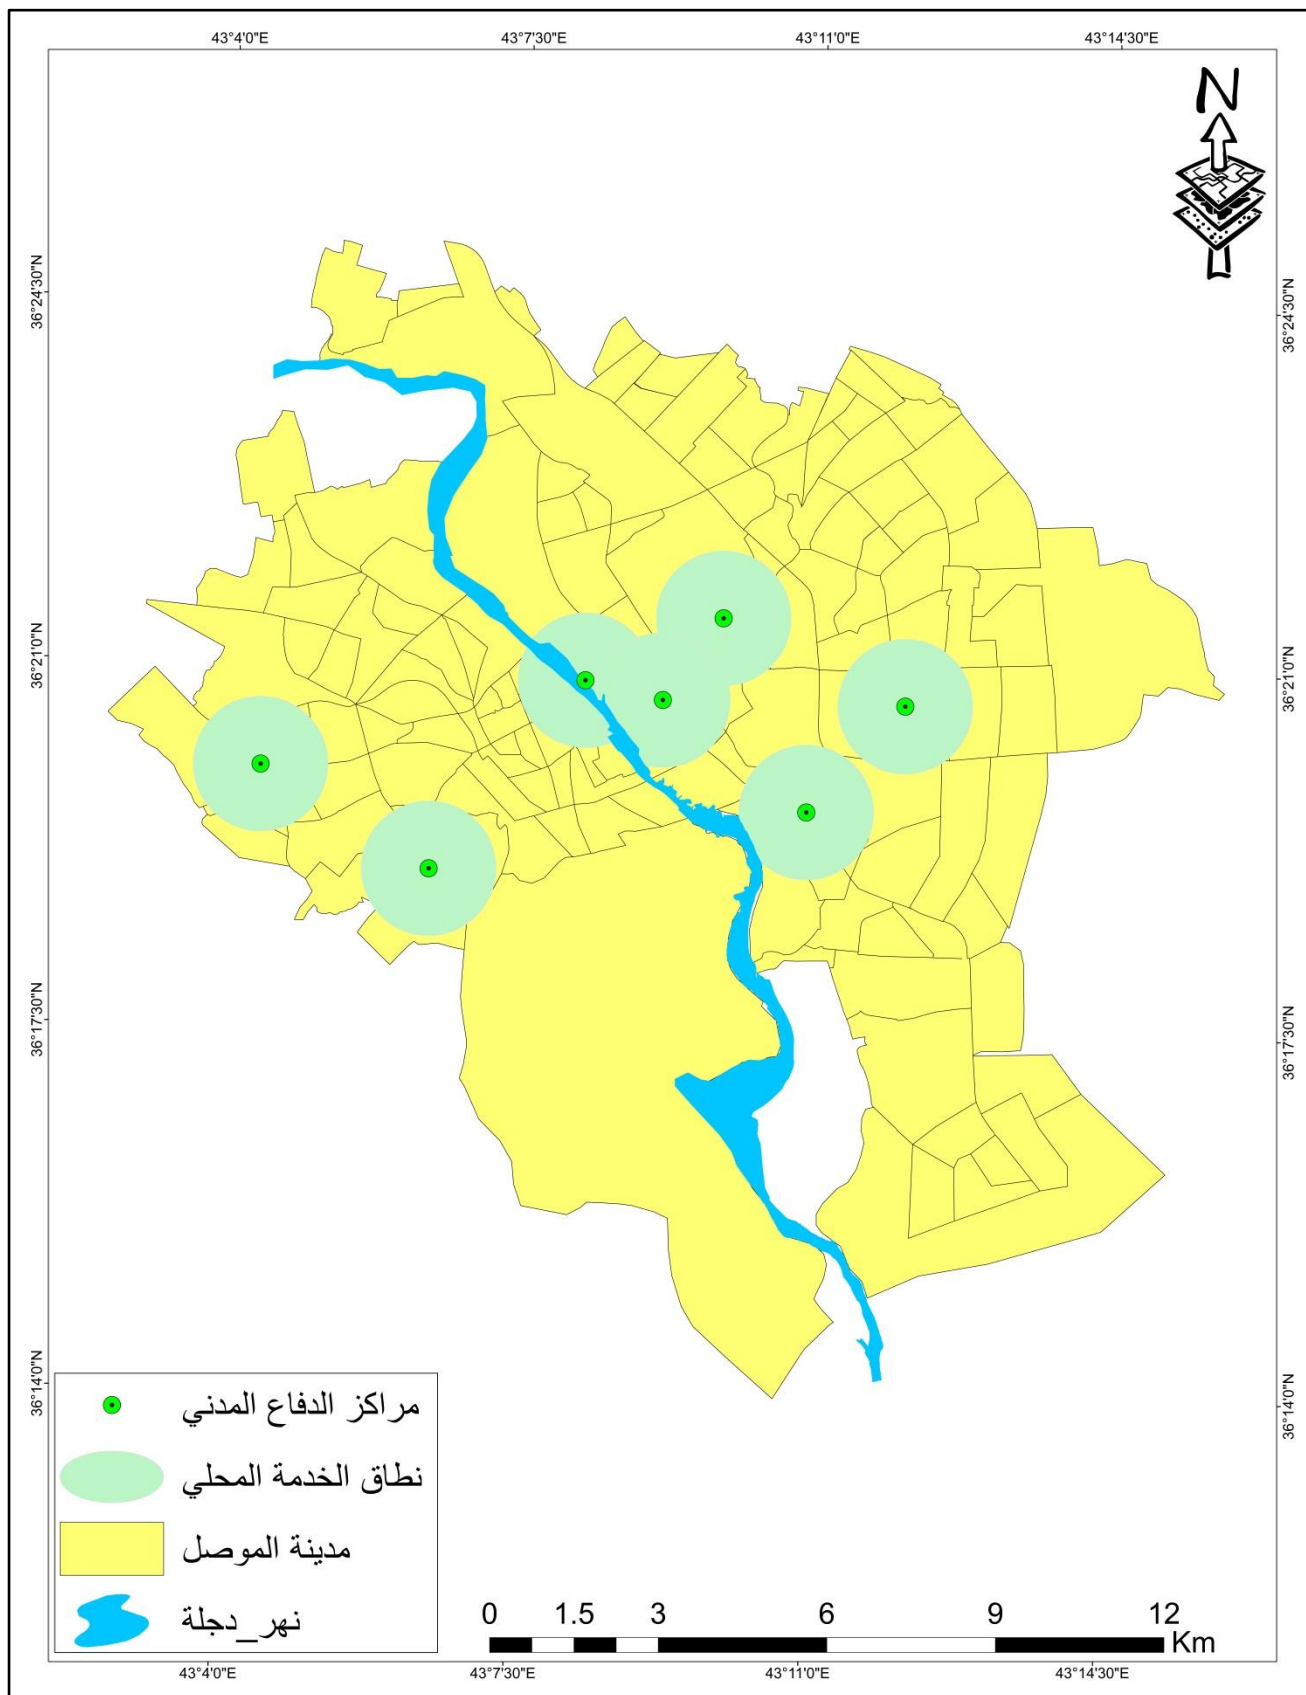 43°4'0"E 43°7'30"E 43°11'0"E 43°14'30"E
N
36°24'30"N 36°24'30"N
36°21'0"N 36°21'0"N
36°17'30"N 36°17'30"N
36°14'0"N 36°14'0"N
مراكز الدفاع المدني
نطاق الخدمة المحلي
مدينة الموصل
نهر_دجلة
0 1.5 3 6 9 12
Km
43°4'0"E 43°7'30"E 43°11'0"E 43°14'30"E